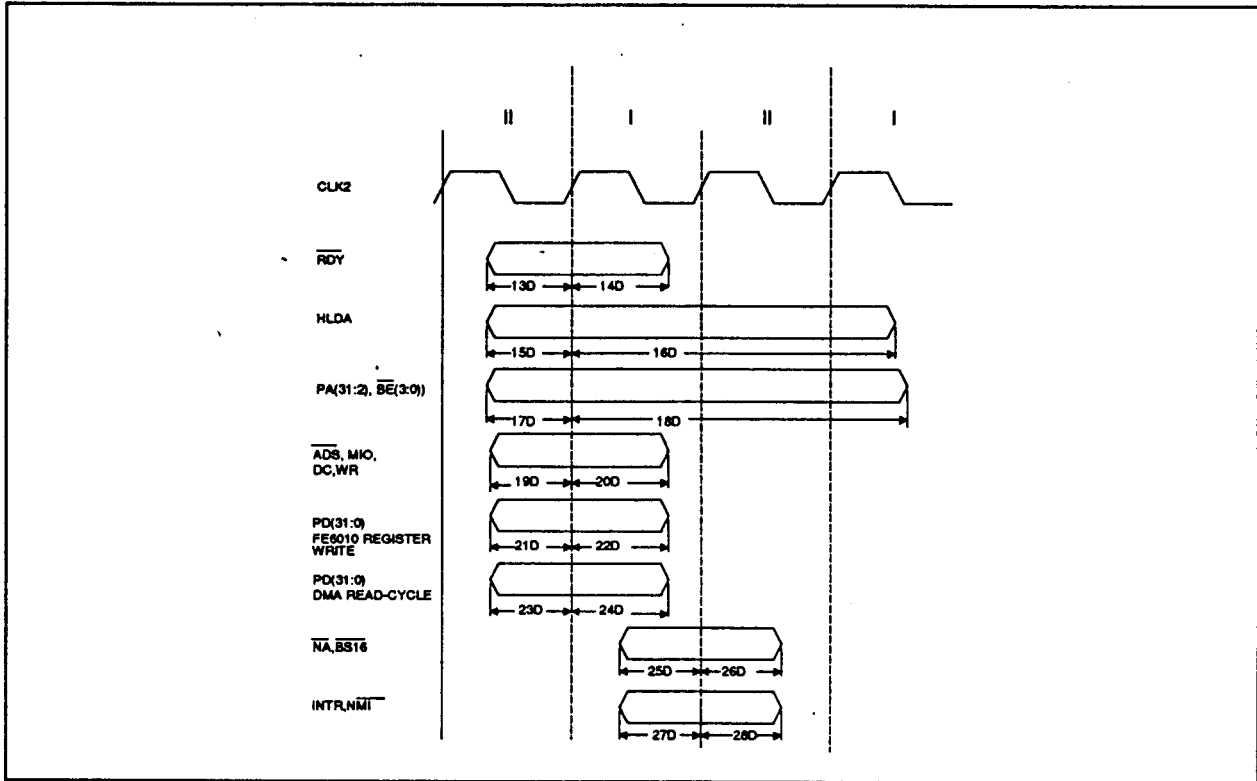 II I II I
CLK2
RDY
13D 14D
HLDA
15D 16D
PA(31:2), BE(3:0))
17D 18D
ADS, MIO,
DC,WR
19D 20D
PD(31:0)
FE6010 REGISTER
WRITE
21D 22D
PD(31:0)
DMA READ-CYCLE
23D 24D
NA,BS16
25D 26D
INTR,NMI
27D 28D